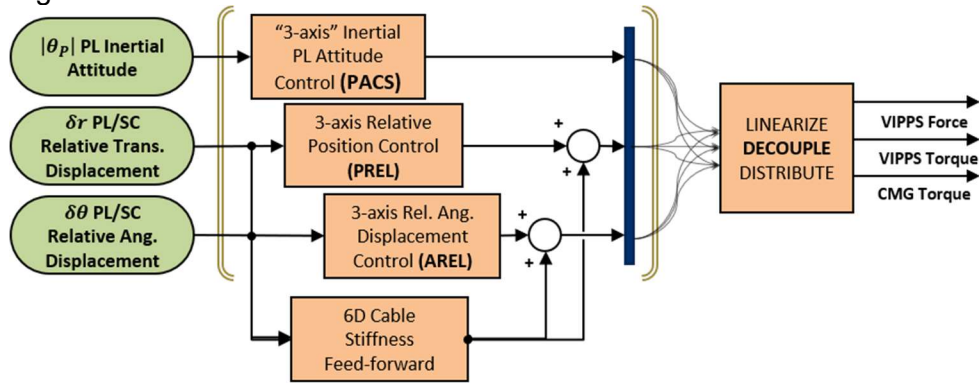 |θ_P| PL Inertial
Attitude
"3-axis" Inertial
PL Attitude
Control (PACS)
δr PL/SC
Relative Trans.
Displacement
3-axis Relative
Position Control
(PREL)
+
+
δθ PL/SC
Relative Ang.
Displacement
3-axis Rel. Ang.
Displacement
Control (AREL)
+
+
6D Cable
Stiffness
Feed-forward
LINEARIZE
DECOUPLE
DISTRIBUTE
VIPPS Force
VIPPS Torque
CMG Torque